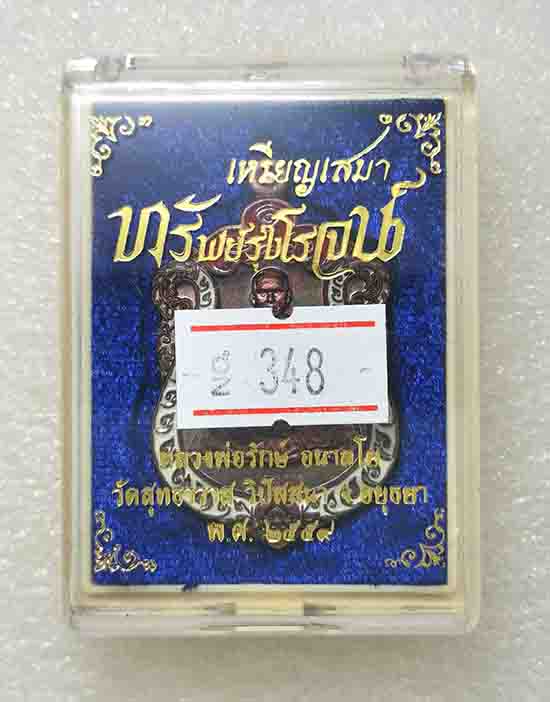 เหรียญเสมา
ทรัพย์รุ่งโรจน์
№ 348
หลวงพ่อรักษ์ อนาลโย
วัดสุทธาวาส วิปัสสนา จ.อยุธยา
พ.ศ. ๒๕๕๙